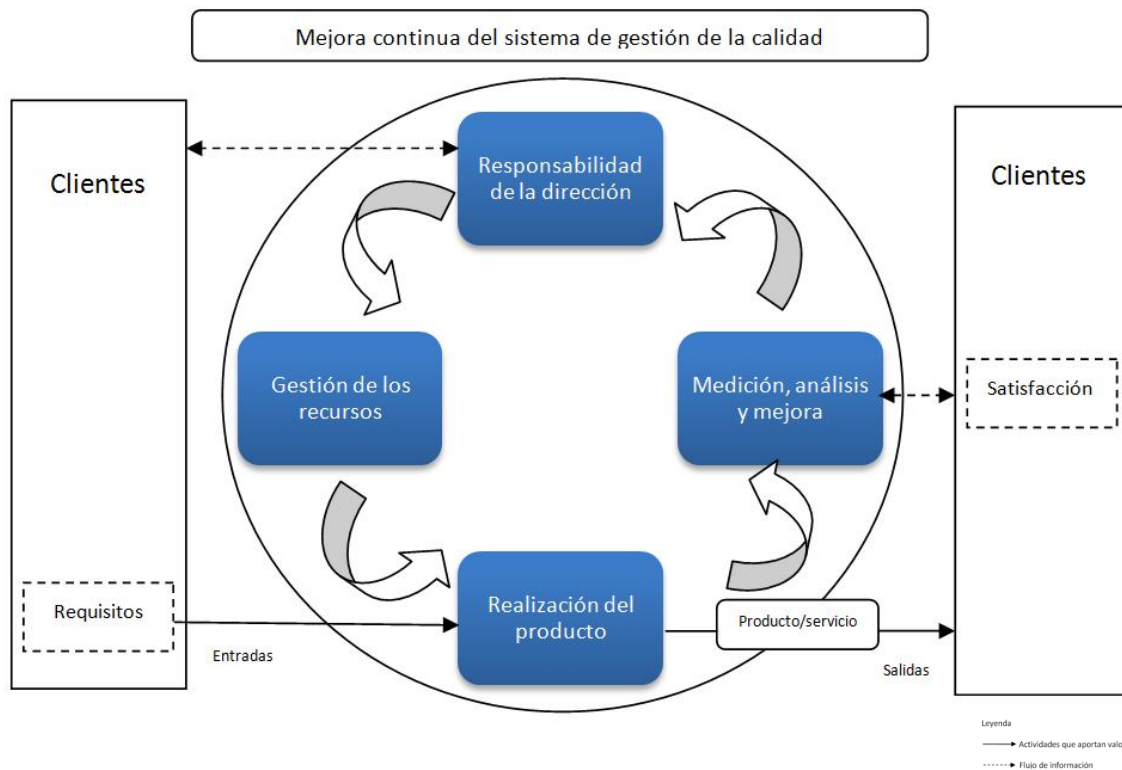 Mejora continua del sistema de gestión de la calidad
Clientes
Responsabilidad
de la dirección
Clientes
Gestión de los
recursos
Medición, análisis
y mejora
Satisfacción
Requisitos
Entradas
Realización del
producto
Producto/servicio
Salidas
Leyenda
Actividades que aportan valo
Flujo de información